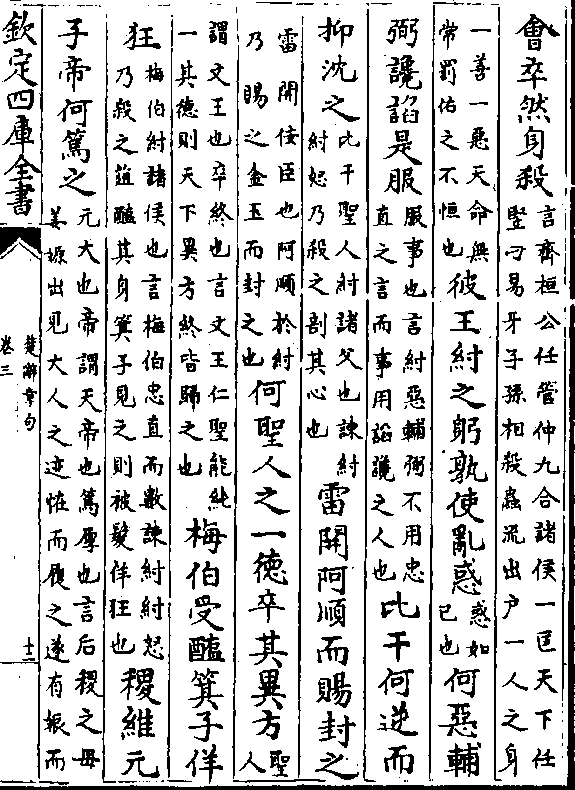 會卒然身殺言齊桓公任管仲九合諸侯一匡天下任竪刁易牙子孫相殺蟲流出户一人之身
一善一惡天命無常罰佑之不恒也彼王紂之躬孰使亂惑惑如已也何惡輔
弼讒諂是服服事也言紂惡輔弼不用忠直之言而事用諂讒之人也比干何逆而
抑沈之比干聖人紂諸父也諫紂紂怒乃殺之剖其心也雷開阿順而賜封之
雷開佞臣也阿順於紂乃賜之金玉而封之也何聖人之一德卒其異方聖人
謂文王也卒終也言文王仁聖能純一其德則天下異方終皆歸之也梅伯受醢箕子佯
狂梅伯紂諸侯也言梅伯忠直而數諫紂紂怒乃殺之葅醢其身箕子見之則被髮佯狂也稷維元
子帝何篤之元大也帝謂天帝也篤厚也言后稷之母姜嫄出見大人之迹怪而履之遂有娠而
欽定四庫全書
楚辭章句
卷三
十二